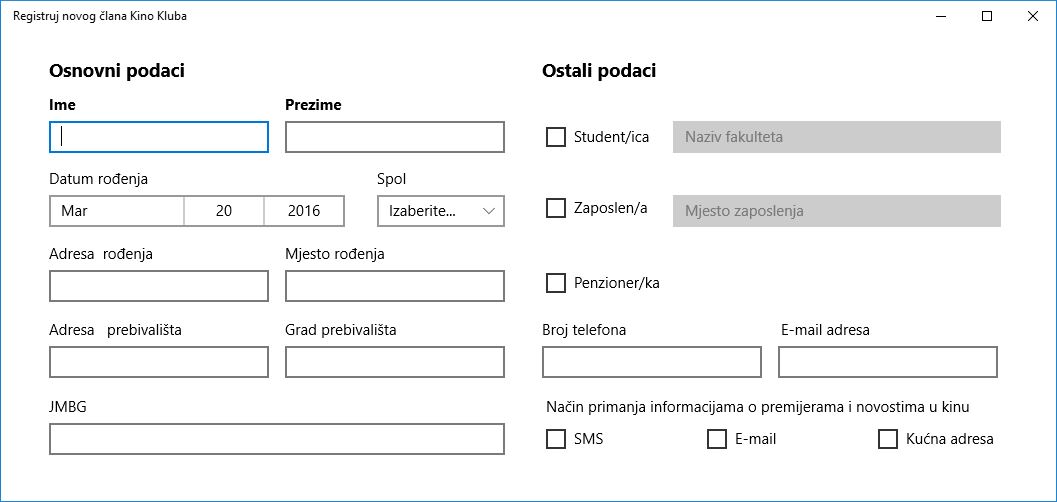 Registruj novog člana Kino Kluba
Osnovni podaci
Ime Prezime
Datum rođenja Spol
Mar 20 2016 Izaberite...
Adresa rođenja Mjesto rođenja
Adresa prebivališta Grad prebivališta
JMBG
Ostali podaci
Student/ica Naziv fakulteta
Zaposlen/a Mjesto zaposlenja
Penzioner/ka
Broj telefona E-mail adresa
Način primanja informacijama o premijerama i novostima u kinu
SMS E-mail Kućna adresa